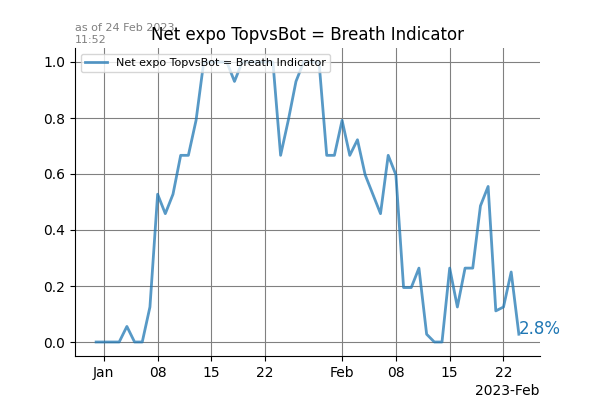 as of 24 Feb 2023
11:52
Net expo TopvsBot = Breath Indicator
Net expo TopvsBot = Breath Indicator
1.0
0.8
0.6
0.4
0.2
0.0
2.8%
Jan 08 15 22 Feb 08 15 22
2023-Feb